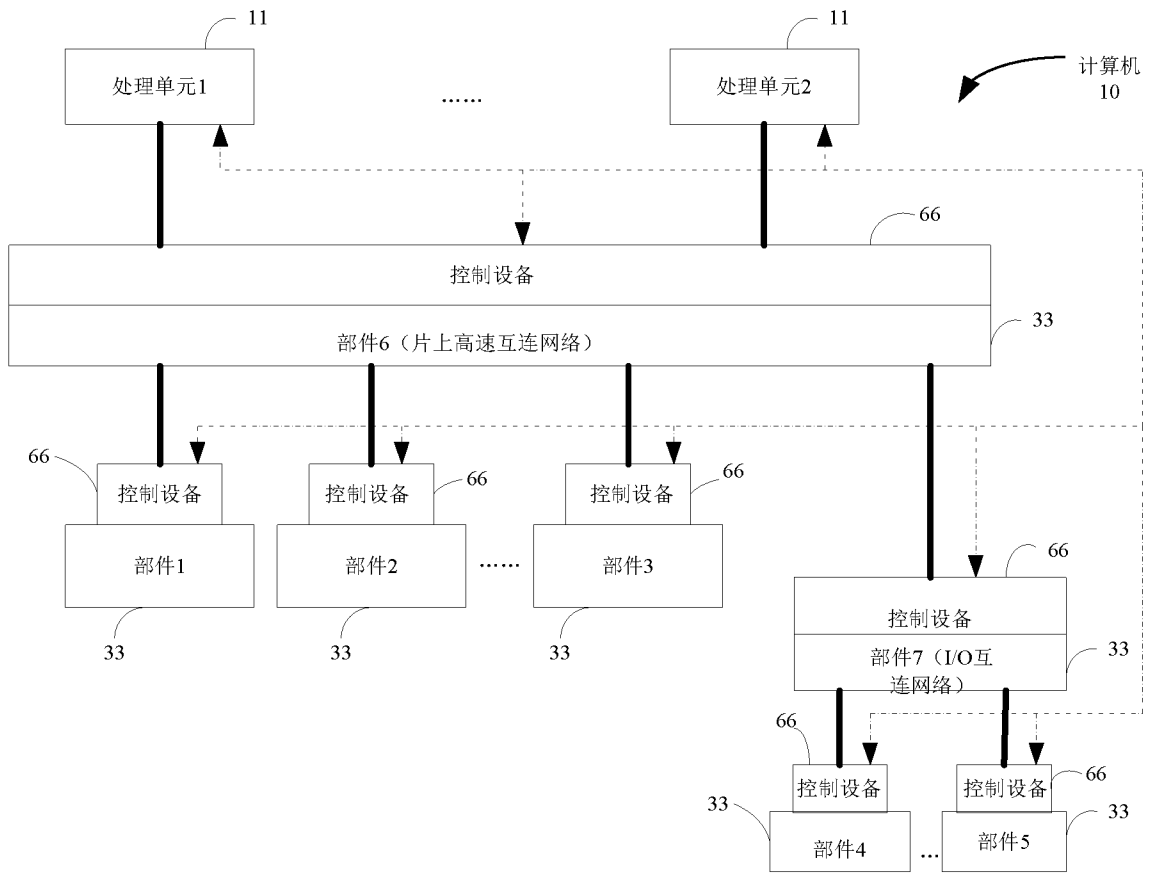 11
11
处理单元1
……
处理单元2
计算机
10
66
控制设备
33
部件6（片上高速互连网络）
66
控制设备
66
控制设备
66
控制设备
部件1
部件2
……
部件3
33
33
33
66
控制设备
33
部件7（I/O互
连网络）
66
控制设备
控制设备
66
33
33
部件4
...
部件5